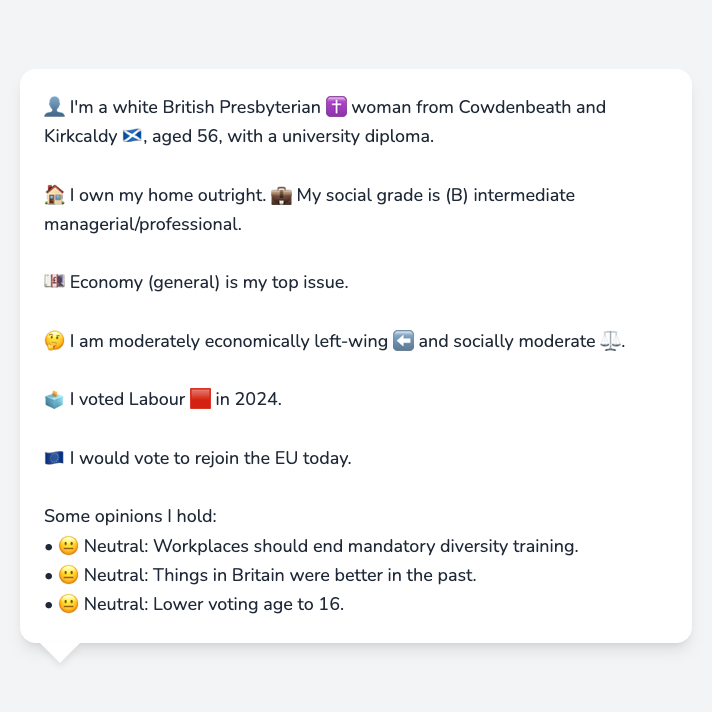 👤 I'm a white British Presbyterian ✝️ woman from Cowdenbeath and
Kirkcaldy 🏴󠁧󠁢󠁳󠁣󠁴󠁿, aged 56, with a university diploma.
🏠 I own my home outright. 💼 My social grade is (B) intermediate
managerial/professional.
💷 Economy (general) is my top issue.
🤔 I am moderately economically left-wing ⬅️ and socially moderate ⚖️.
🗳️ I voted Labour 🟥 in 2024.
🇪🇺 I would vote to rejoin the EU today.
Some opinions I hold:
• 😐 Neutral: Workplaces should end mandatory diversity training.
• 😐 Neutral: Things in Britain were better in the past.
• 😐 Neutral: Lower voting age to 16.